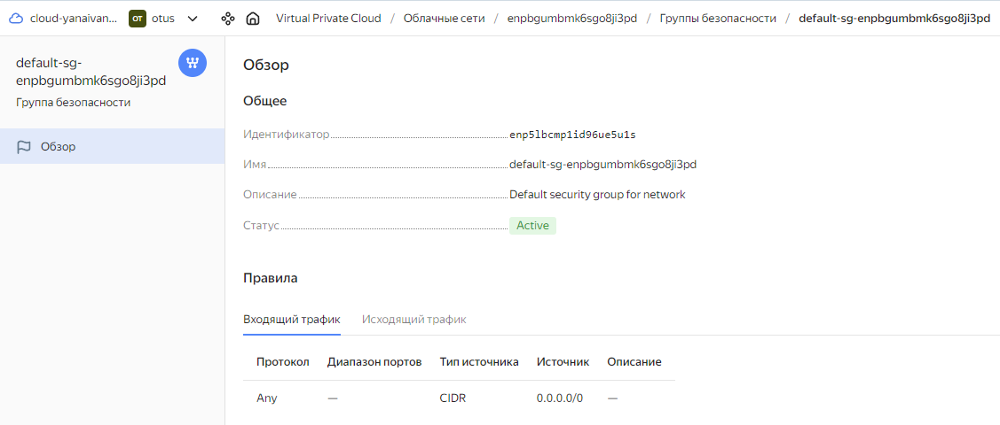 cloud-yanaivan... от otus Virtual Private Cloud / Облачные сети / enpbgumbmk6sgo8ji3pd / Группы безопасности / default-sg-enpbgumbmk6sgo8ji3pd
default-sg-
enpbgumbmk6sgo8ji3pd
Группа безопасности
Обзор
Обзор
Общее
Идентификатор enp5lbcmp1id96ue5u1s
Имя default-sg-enpbgumbmk6sgo8ji3pd
Описание Default security group for network
Статус Active
Правила
Входящий трафик Исходящий трафик
Протокол Диапазон портов Тип источника Источник Описание
Any — CIDR 0.0.0.0/0 —